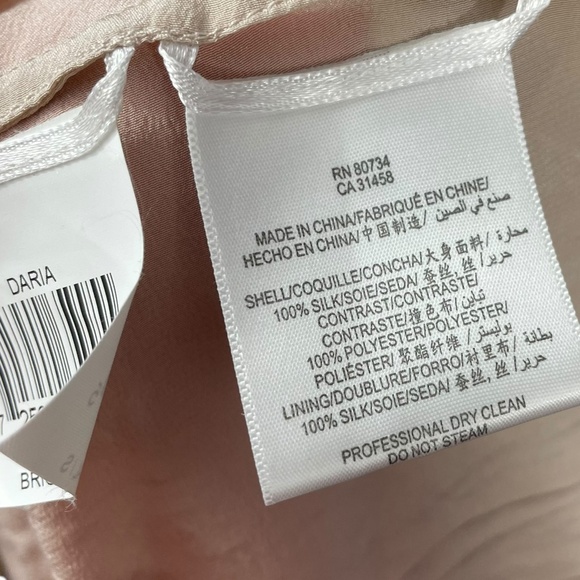 DARIA
7
RN 80734
CA 31458
MADE IN CHINA/FABRIQUÉ EN CHINE/
HECHO EN CHINA/中国制造/ صنع في الصين
SHELL/COQUILLE/CONCHA/大身面料/ محارة/
100% SILK/SOIE/SEDA/蚕丝, 丝/ حرير/
CONTRAST/CONTRASTE/
CONTRASTE/撞色布/ تباين/
100% POLYESTER/POLYESTER/
POLIÉSTER/ 聚酯纤维/ بوليستر/
LINING/DOUBLURE/FORRO/衬里布/ بطانة/
100% SILK/SOIE/SEDA/蚕丝, 丝/ حرير/
PROFESSIONAL DRY CLEAN
DO NOT STEAM